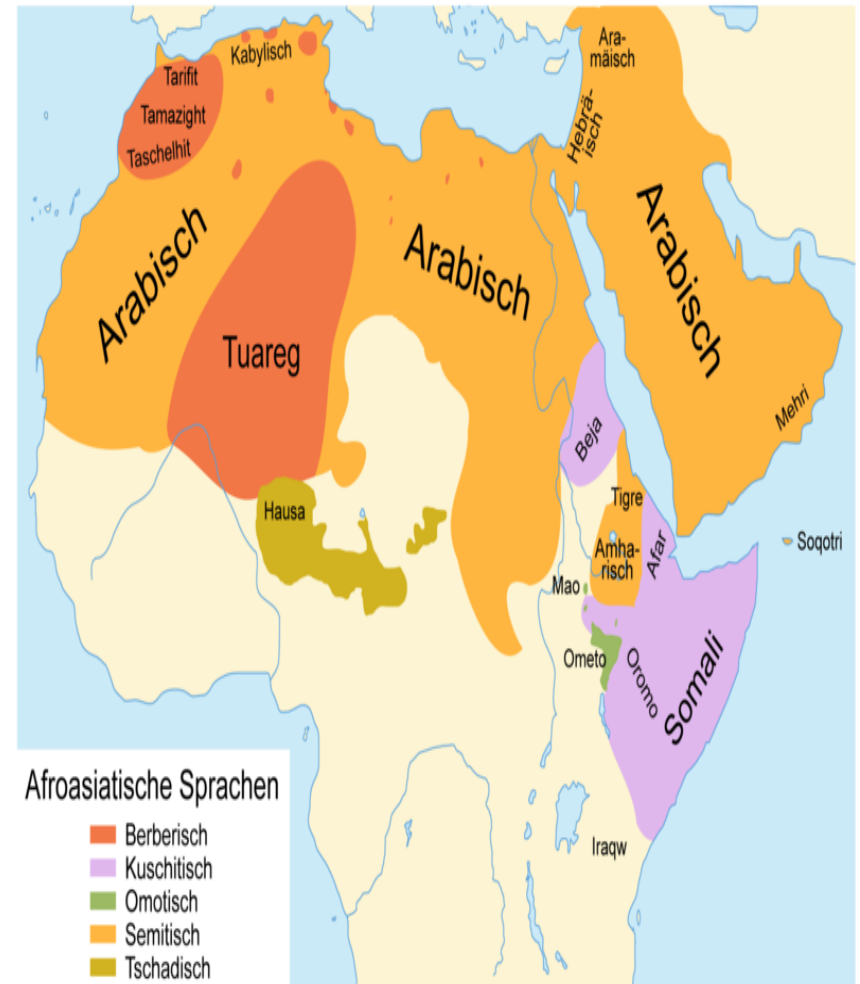 Kabylisch
Tarifit
Tamazight
Taschelhit
Ara-
mäisch
Hebrä-
isch
Arabisch
Arabisch
Arabisch
Tuareg
Mehri
Beja
Tigre
Hausa
Soqotri
Amha-
risch
Afar
Mao
Ometo
Oromo
Somali
Iraqw
Afroasiatische Sprachen
Berberisch
Kuschitisch
Omotisch
Semitisch
Tschadisch